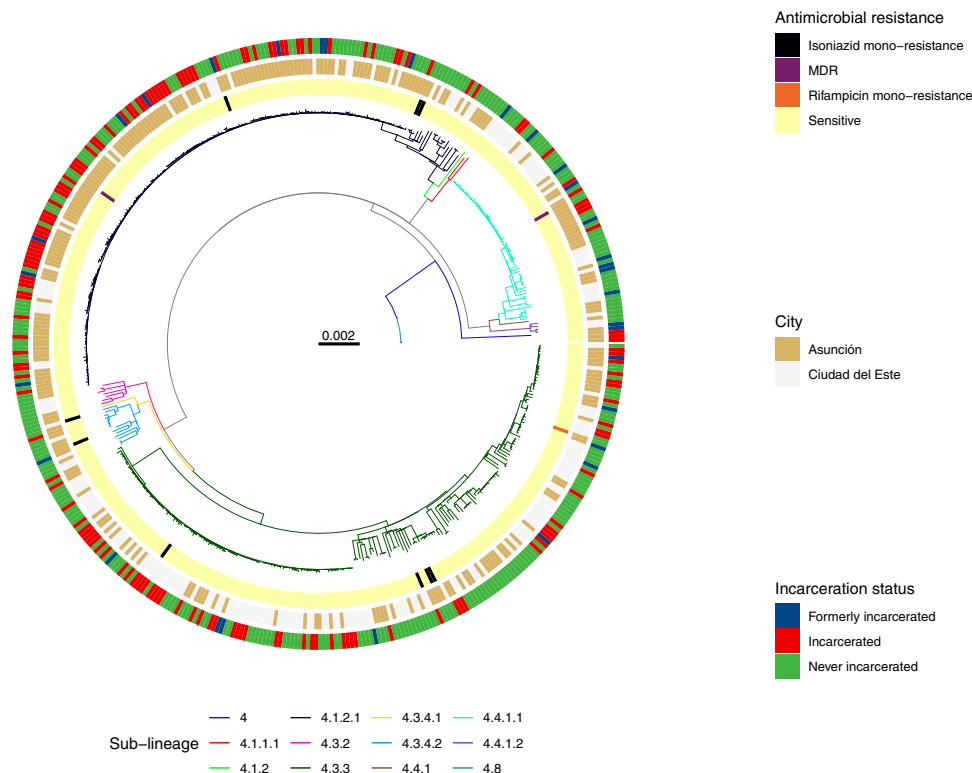 Antimicrobial resistance
Isoniazid mono−resistance
MDR
Rifampicin mono−resistance
Sensitive
0.002
City
Asunción
Ciudad del Este
Incarceration status
Formerly incarcerated
Incarcerated
Never incarcerated
Sub−lineage
4 4.1.2.1 4.3.4.1 4.4.1.1
4.1.1.1 4.3.2 4.3.4.2 4.4.1.2
4.1.2 4.3.3 4.4.1 4.8